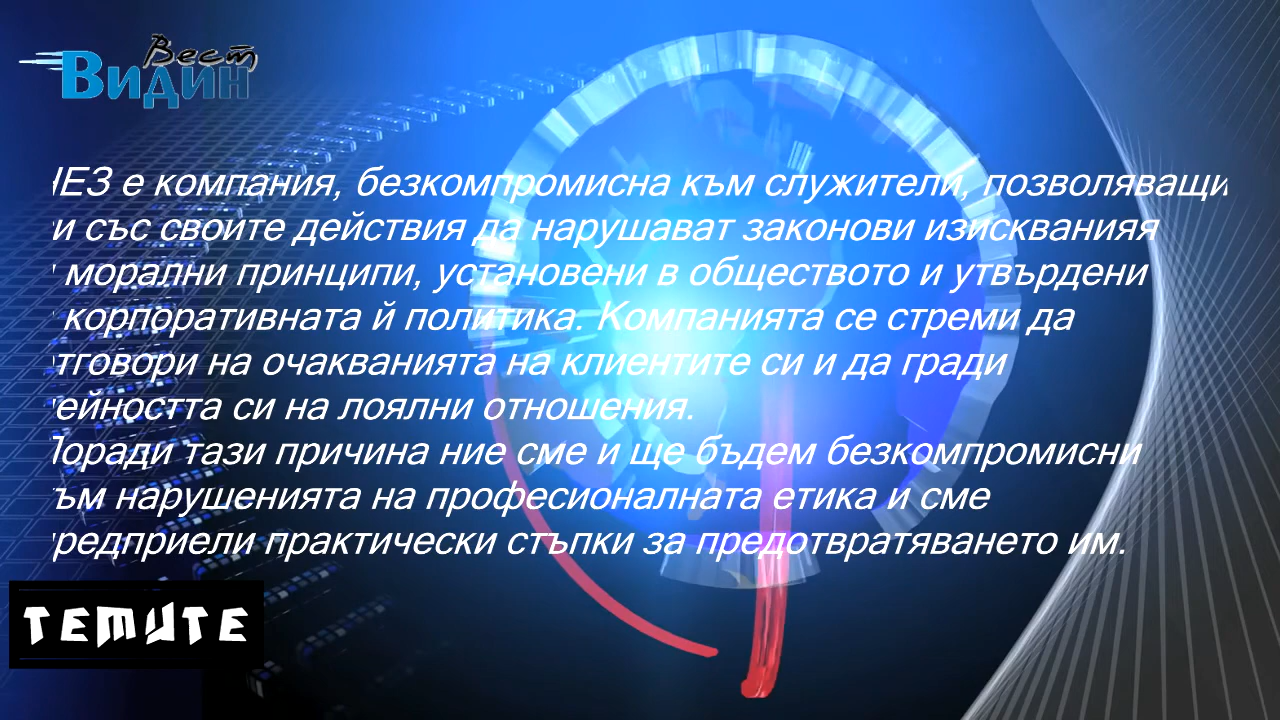 Вест
Видин
ЧЕЗ е компания, безкомпромисна към служители, позволяващи
и със своите действия да нарушават законови изискванияя
морални принципи, установени в обществото и утвърдени
корпоративната й политика. Компанията се стреми да
тговори на очакванията на клиентите си и да гради
ейността си на лоялни отношения.
Поради тази причина ние сме и ще бъдем безкомпромисни
ъм нарушенията на професионалната етика и сме
предприели практически стъпки за предотвратяването им.
ТЕМИТЕ